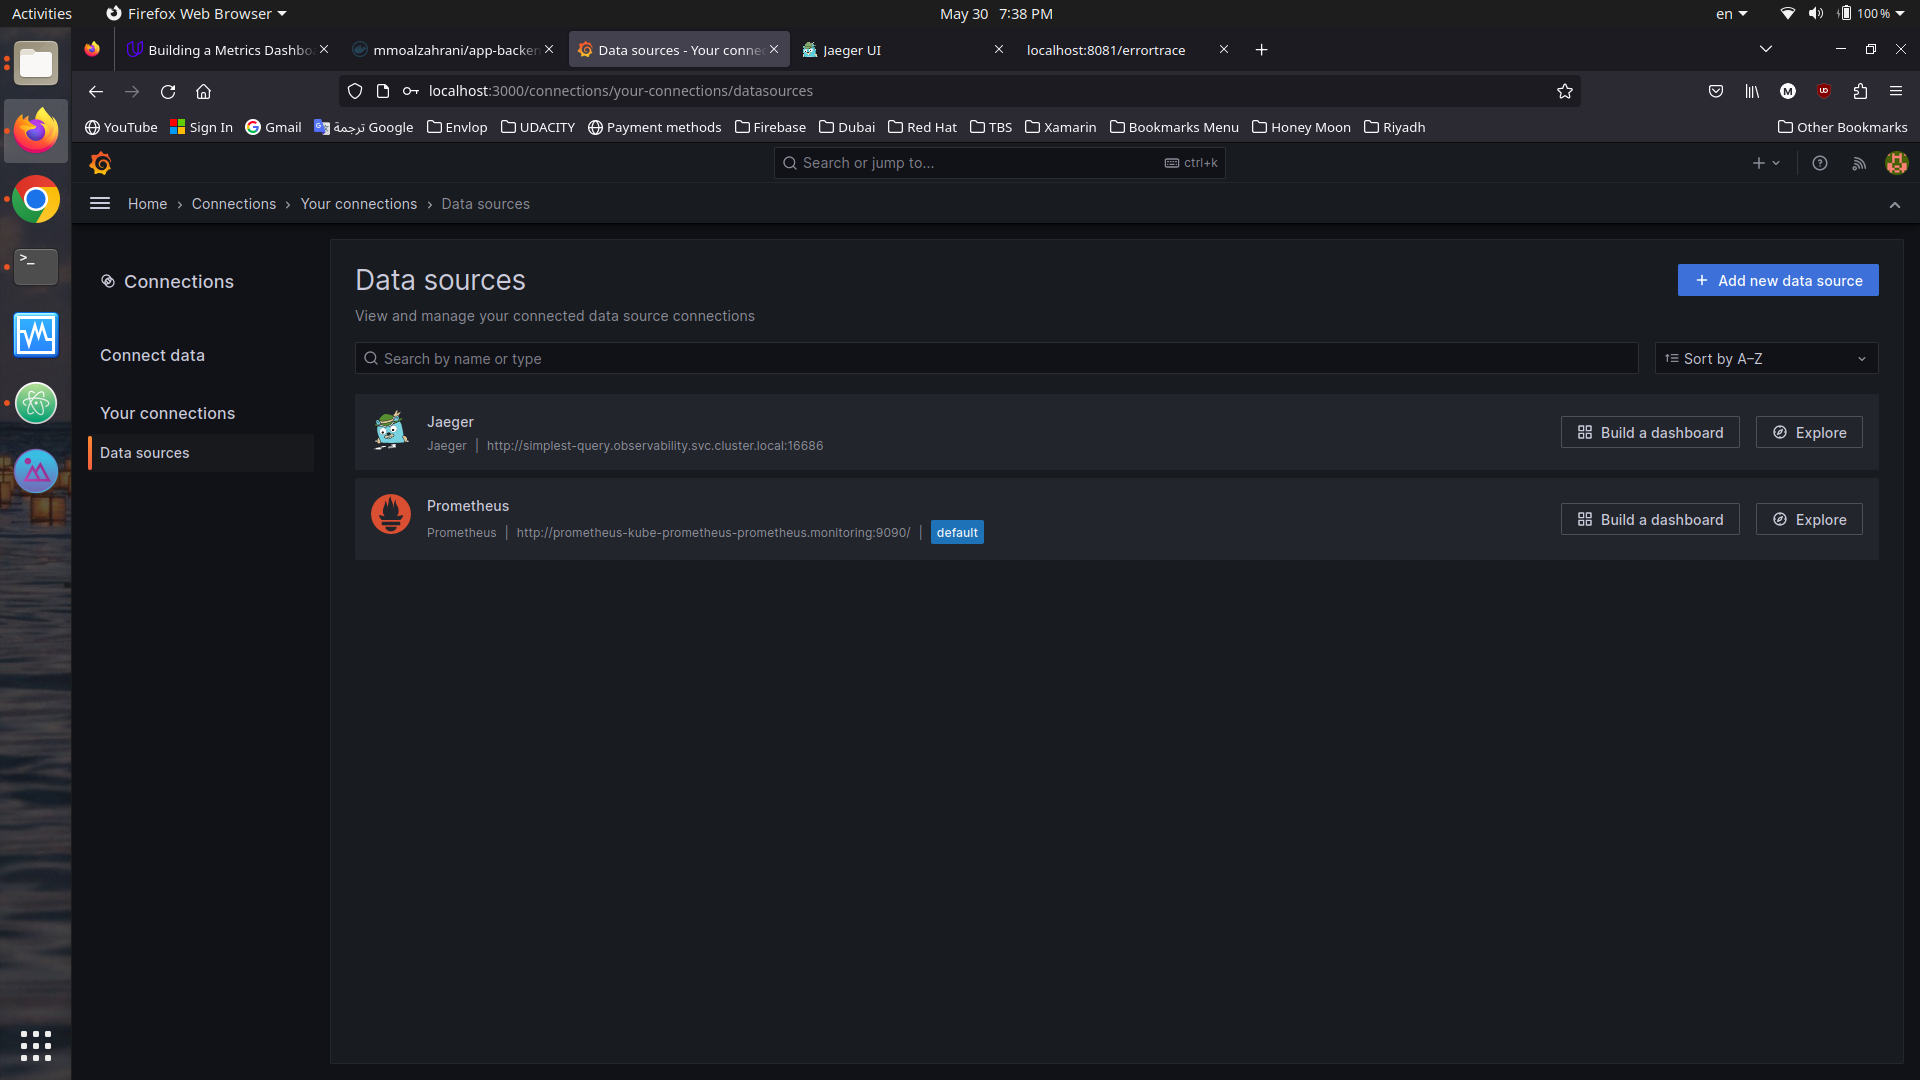 Activities Firefox Web Browser May 30 7:38 PM en 100 %
Building a Metrics Dashbo mmoalzahrani/app-backen Data sources - Your connec Jaeger UI localhost:8081/errortrace
localhost:3000/connections/your-connections/datasources
YouTube Sign In Gmail ترجمة Google Envlop UDACITY Payment methods Firebase Dubai Red Hat TBS Xamarin Bookmarks Menu Honey Moon Riyadh Other Bookmarks
Search or jump to... ctrl+k
Home › Connections › Your connections › Data sources
Connections
Connect data
Your connections
Data sources
Data sources
+ Add new data source
View and manage your connected data source connections
Search by name or type
Sort by A–Z
Jaeger
Jaeger | http://simplest-query.observability.svc.cluster.local:16686
Build a dashboard Explore
Prometheus
Prometheus | http://prometheus-kube-prometheus-prometheus.monitoring:9090/ | default
Build a dashboard Explore